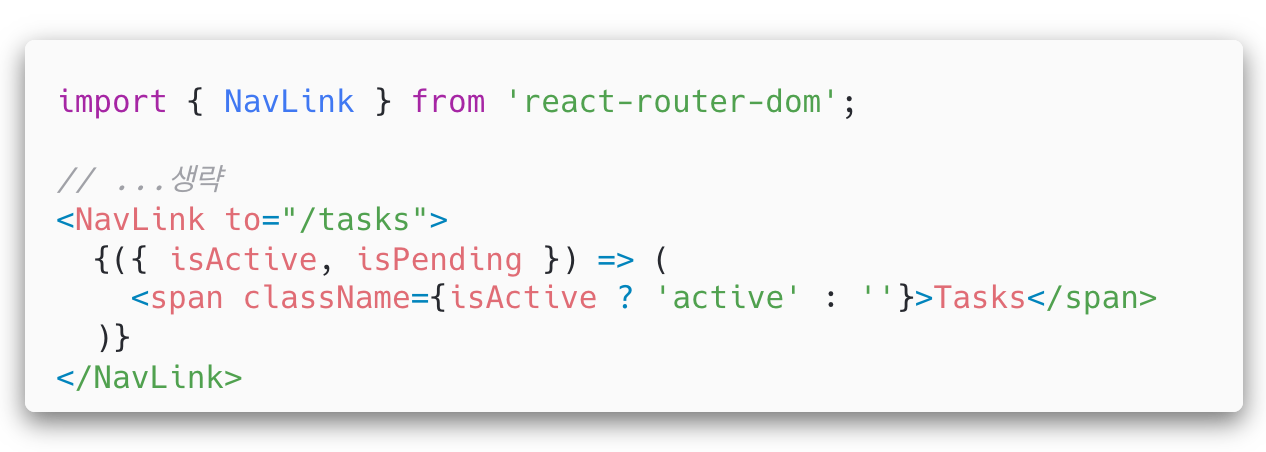 import { NavLink } from 'react-router-dom';
// ...생략
<NavLink to="/tasks">
{({ isActive, isPending }) => (
<span className={isActive ? 'active' : ''}>Tasks</span>
)}
</NavLink>